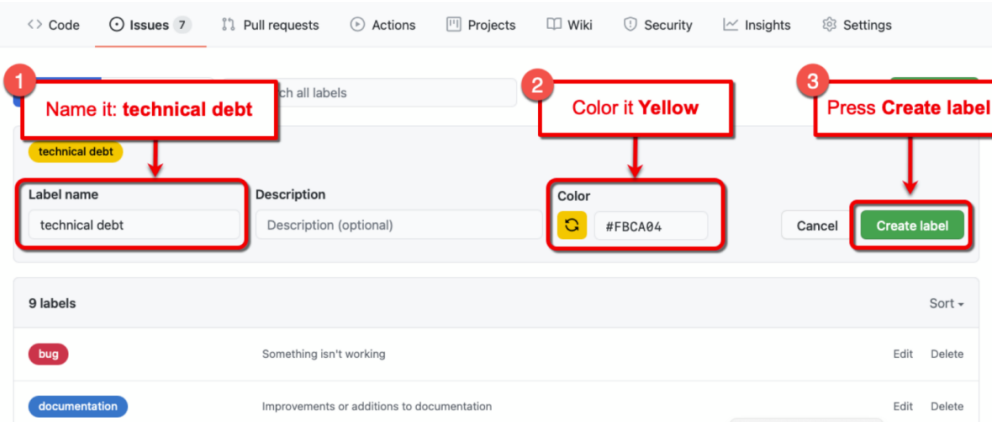 Code Issues 7 Pull requests Actions Projects Wiki Security Insights Settings
1 2 3
Name it: technical debt ch all labels Color it Yellow Press Create label
technical debt
Label name Description Color
technical debt Description (optional) #FBCA04 Cancel Create label
9 labels Sort
bug Something isn't working Edit Delete
documentation Improvements or additions to documentation Edit Delete